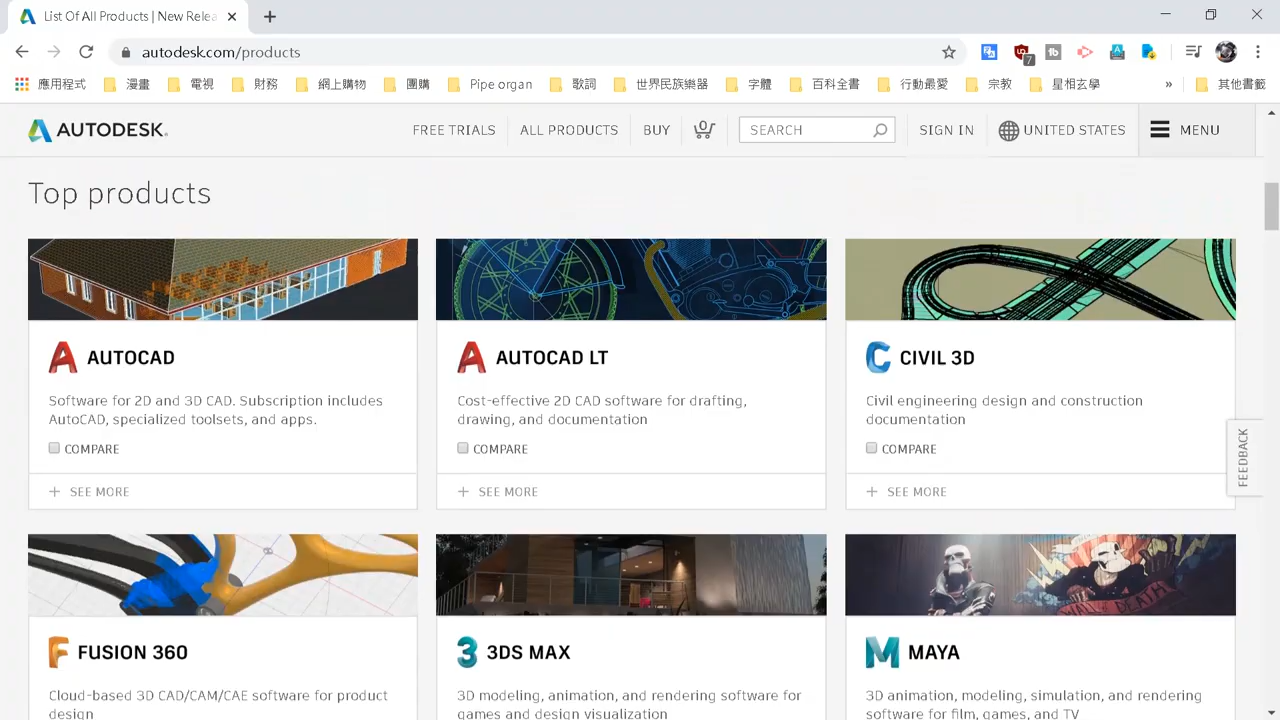 List Of All Products | New Relea
autodesk.com/products
7
應用程式 漫畫 電視 財務 網上購物 團購 Pipe organ 歌詞 世界民族樂器 字體 百科全書 行動最愛 宗教 星相玄學 » 其他書籤
AUTODESK. FREE TRIALS ALL PRODUCTS BUY 0 SEARCH SIGN IN UNITED STATES MENU
Top products
AUTOCAD
Software for 2D and 3D CAD. Subscription includes
AutoCAD, specialized toolsets, and apps.
COMPARE
+ SEE MORE
AUTOCAD LT
Cost-effective 2D CAD software for drafting,
drawing, and documentation
COMPARE
+ SEE MORE
CIVIL 3D
Civil engineering design and construction
documentation
COMPARE
+ SEE MORE
FEEDBACK
FUSION 360
Cloud-based 3D CAD/CAM/CAE software for product
design
3DS MAX
3D modeling, animation, and rendering software for
games and design visualization
MAYA
3D animation, modeling, simulation, and rendering
software for film, games, and TV